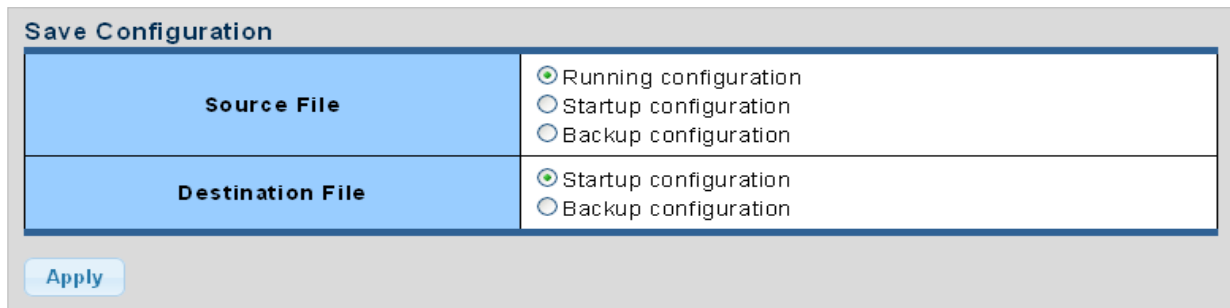 Save Configuration
Source File
Running configuration
Startup configuration
Backup configuration
Destination File
Startup configuration
Backup configuration
Apply